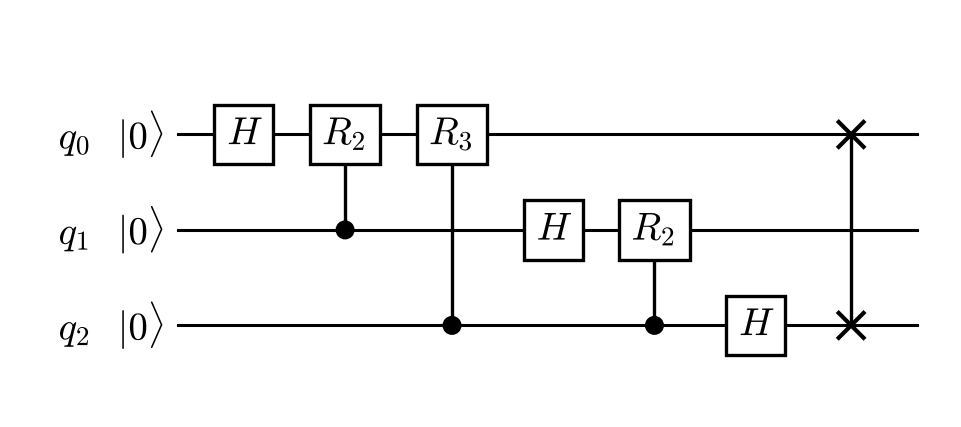 q₀ |0⟩ H R₂ R₃
q₁ |0⟩ H R₂
q₂ |0⟩ H